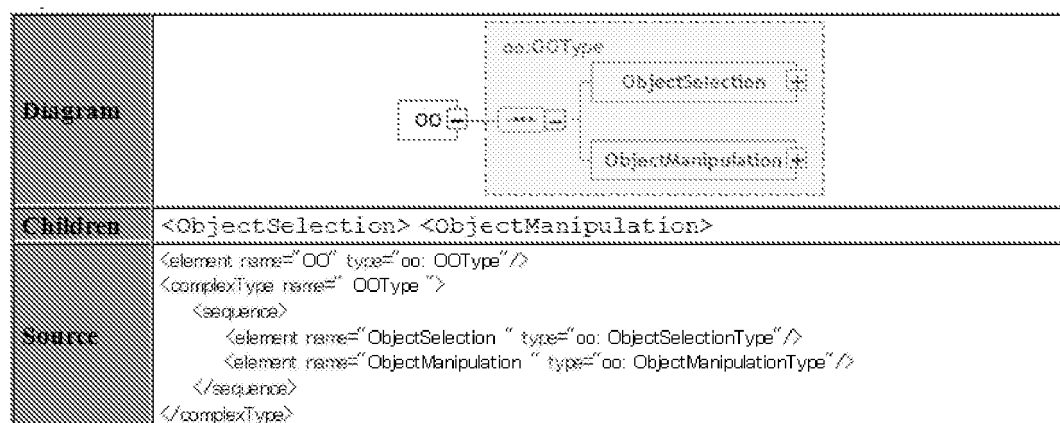 Diagram
oo:OOType
ObjectSelection
OO
ObjectManipulation
Children
<ObjectSelection> <ObjectManipulation>
Source
<element name="OO" type="oo: OOType"/>
<complexType name=" OOType ">
<sequence>
<element name="ObjectSelection " type="oo: ObjectSelectionType"/>
<element name="ObjectManipulation " type="oo: ObjectManipulationType"/>
</sequence>
</complexType>